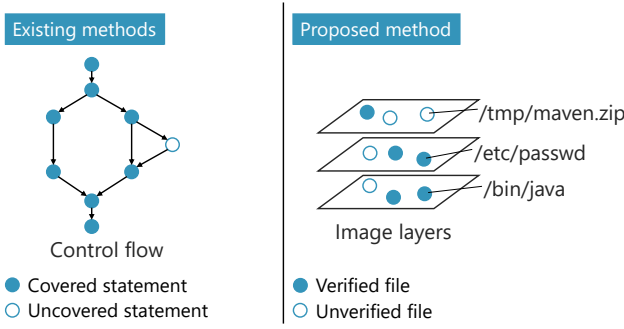 Existing methods
Control flow
Covered statement
Uncovered statement
Proposed method
/tmp/maven.zip
/etc/passwd
/bin/java
Image layers
Verified file
Unverified file